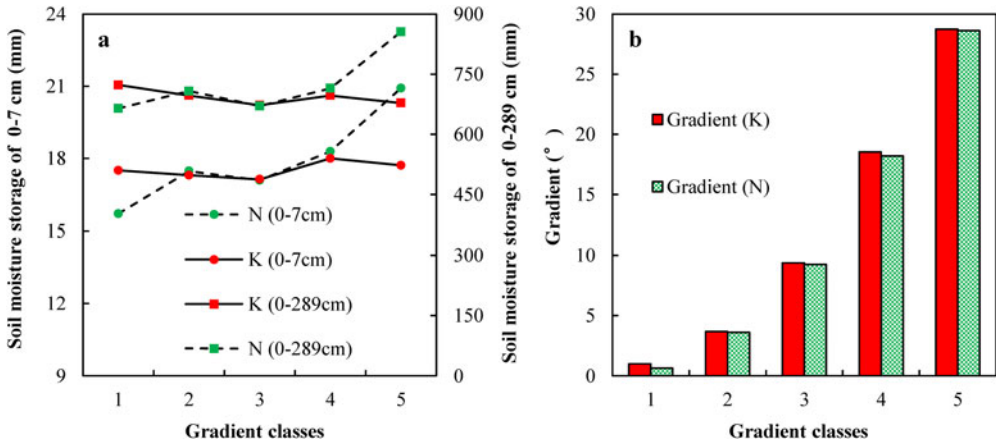 a
Soil moisture storage of 0-7 cm (mm)
24
21
18
15
12
9
N (0-7cm)
K (0-7cm)
K (0-289cm)
N (0-289cm)
1 2 3 4 5
Gradient classes
900
750
600
450
300
150
0
Soil moisture storage of 0-289 cm (mm)
b
Gradient (°)
30
25
20
15
10
5
0
Gradient (K)
Gradient (N)
1 2 3 4 5
Gradient classes